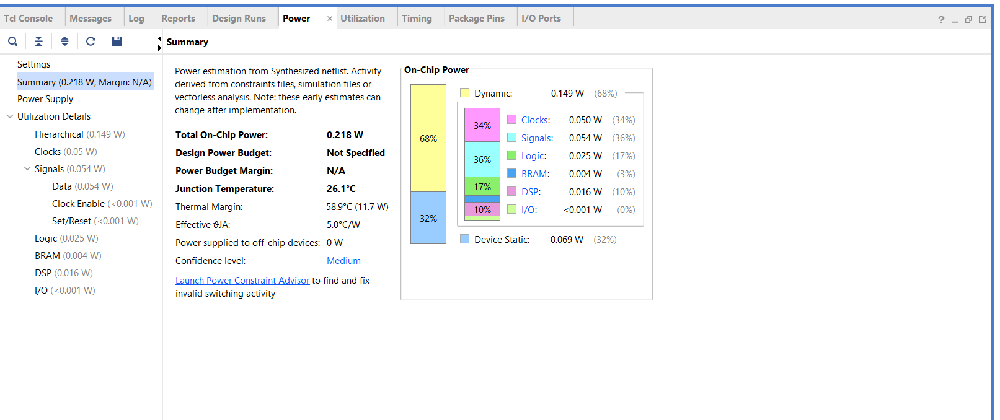 Tcl Console Messages Log Reports Design Runs Power × Utilization Timing Package Pins I/O Ports ?
Summary
Settings
Summary (0.218 W, Margin: N/A)
Power Supply
Utilization Details
Hierarchical (0.149 W)
Clocks (0.05 W)
Signals (0.054 W)
Data (0.054 W)
Clock Enable (<0.001 W)
Set/Reset (<0.001 W)
Logic (0.025 W)
BRAM (0.004 W)
DSP (0.016 W)
I/O (<0.001 W)
Power estimation from Synthesized netlist. Activity
derived from constraints files, simulation files or
vectorless analysis. Note: these early estimates can
change after implementation.
Total On-Chip Power: 0.218 W
Design Power Budget: Not Specified
Power Budget Margin: N/A
Junction Temperature: 26.1°C
Thermal Margin: 58.9°C (11.7 W)
Effective ϑJA: 5.0°C/W
Power supplied to off-chip devices: 0 W
Confidence level: Medium
Launch Power Constraint Advisor to find and fix
invalid switching activity
On-Chip Power
68%
32%
Dynamic: 0.149 W (68%)
34%
36%
17%
10%
Clocks: 0.050 W (34%)
Signals: 0.054 W (36%)
Logic: 0.025 W (17%)
BRAM: 0.004 W (3%)
DSP: 0.016 W (10%)
I/O: <0.001 W (0%)
Device Static: 0.069 W (32%)